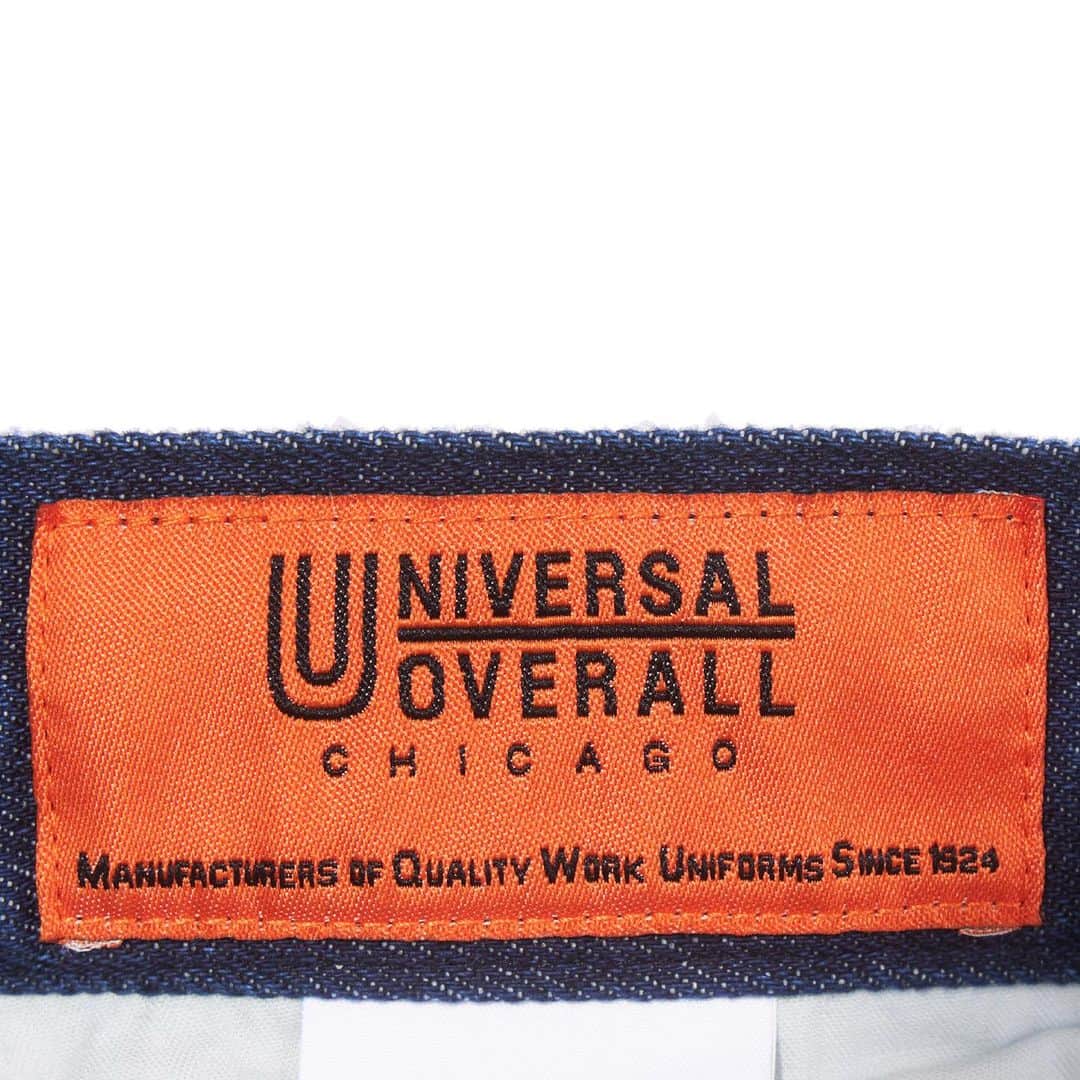 UNIVERSAL
OVERALL
CHICAGO
MANUFACTURERS OF QUALITY WORK UNIFORMS SINCE 1924